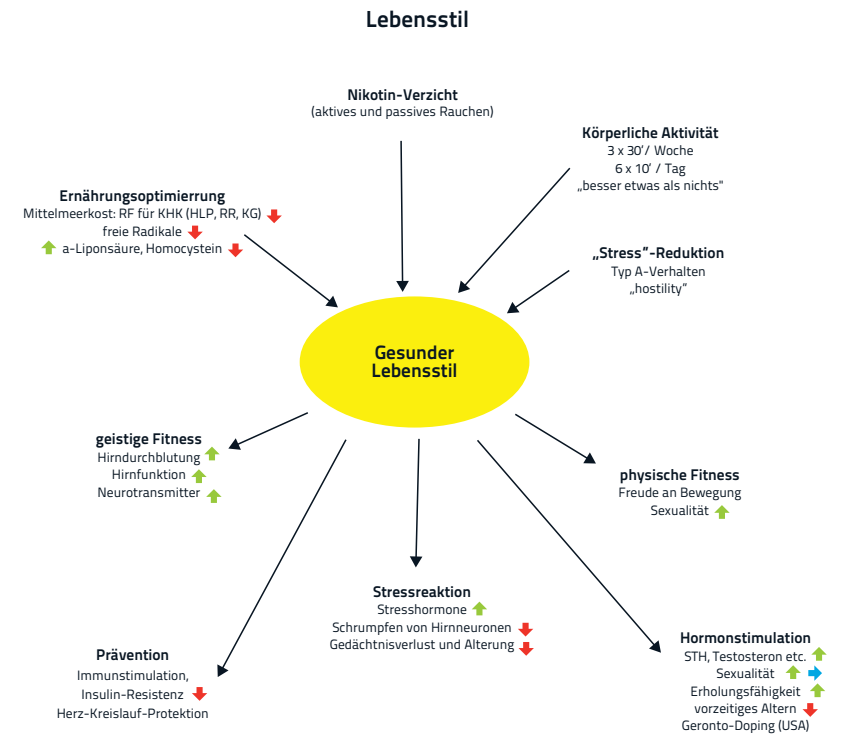 Lebensstil
Nikotin-Verzicht
(aktives und passives Rauchen)
Körperliche Aktivität
3 x 30'/ Woche
6 x 10' / Tag
„besser etwas als nichts"
Ernährungsoptimierrung
Mittelmeerkost: RF für KHK (HLP, RR, KG)
freie Radikale
a-Liponsäure, Homocystein
„Stress"-Reduktion
Typ A-Verhalten
„hostility"
Gesunder
Lebensstil
geistige Fitness
Hirndurchblutung
Hirnfunktion
Neurotransmitter
physische Fitness
Freude an Bewegung
Sexualität
Stressreaktion
Stresshormone
Schrumpfen von Hirnneuronen
Gedächtnisverlust und Alterung
Prävention
Immunstimulation,
Insulin-Resistenz
Herz-Kreislauf-Protektion
Hormonstimulation
STH, Testosteron etc.
Sexualität
Erholungsfähigkeit
vorzeitiges Altern
Geronto-Doping (USA)